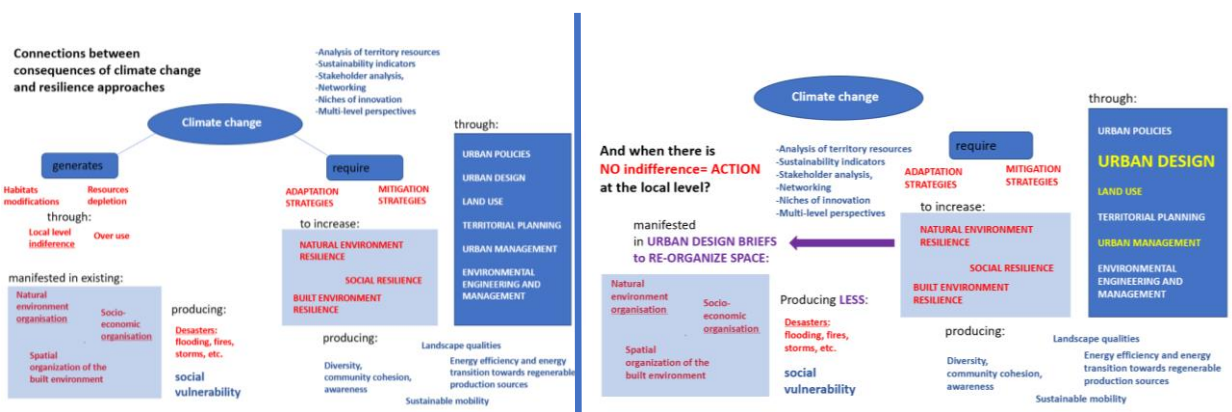 Connections between
consequences of climate change
and resilience approaches
-Analysis of territory resources
-Sustainability indicators
-Stakeholder analysis,
-Networking
-Niches of innovation
-Multi-level perspectives
Climate change
generates
require
through:
Habitats
modifications
Resources
depletion
through:
Local level
indiference
Over use
ADAPTATION
STRATEGIES
MITIGATION
STRATEGIES
to increase:
NATURAL ENVIRONMENT
RESILIENCE
SOCIAL RESILIENCE
BUILT ENVIRONMENT
RESILIENCE
URBAN POLICIES
URBAN DESIGN
LAND USE
TERRITORIAL PLANNING
URBAN MANAGEMENT
ENVIRONMENTAL
ENGINEERING AND
MANAGEMENT
manifested in existing:
Natural
environment
organisation
Socio-
economic
organisation
Spatial
organization of the
built environment
producing:
Desasters:
flooding, fires,
storms, etc.
social
vulnerability
producing:
Diversity,
community cohesion,
awareness
Landscape qualities
Energy efficiency and energy
transition towards regenerable
production sources
Sustainable mobility
Climate change
And when there is
NO indifference= ACTION
at the local level?
-Analysis of territory resources
-Sustainability indicators
-Stakeholder analysis,
-Networking
-Niches of innovation
-Multi-level perspectives
require
ADAPTATION
STRATEGIES
MITIGATION
STRATEGIES
to increase:
NATURAL ENVIRONMENT
RESILIENCE
SOCIAL RESILIENCE
BUILT ENVIRONMENT
RESILIENCE
through:
URBAN POLICIES
URBAN DESIGN
LAND USE
TERRITORIAL PLANNING
URBAN MANAGEMENT
ENVIRONMENTAL
ENGINEERING AND
MANAGEMENT
manifested
in URBAN DESIGN BRIEFS
to RE-ORGANIZE SPACE:
Natural
environment
organisation
Socio-
economic
organisation
Spatial
organization of the
built environment
Producing LESS:
Desasters:
flooding, fires,
storms, etc.
social
vulnerability
producing:
Diversity,
community cohesion,
awareness
Landscape qualities
Energy efficiency and energy
transition towards regenerable
production sources
Sustainable mobility